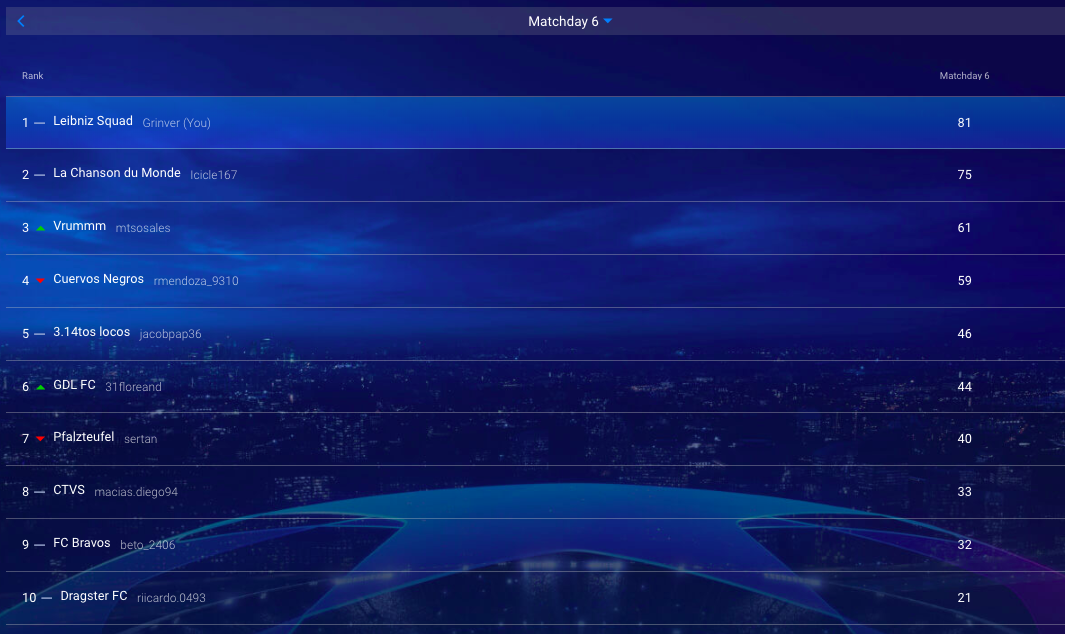 Matchday 6
Rank Matchday 6
1 — Leibniz Squad Grinver (You) 81
2 — La Chanson du Monde Icicle167 75
3 Vrummm mtsosales 61
4 Cuervos Negros rmendoza_9310 59
5 — 3.14tos locos jacobpap36 46
6 GDL FC 31floreand 44
7 Pfalzteufel sertan 40
8 — CTVS macias.diego94 33
9 — FC Bravos beto_2406 32
10 — Dragster FC riicardo.0493 21